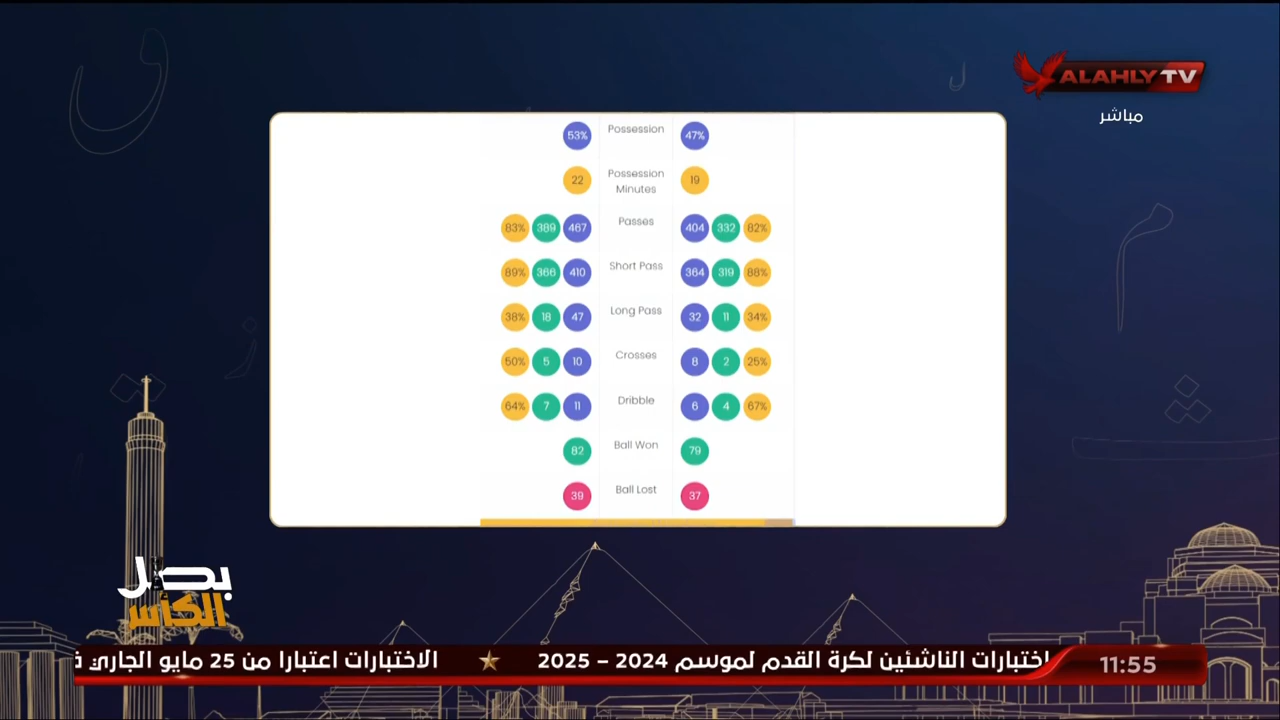 ALAHLY TV
مباشر
53% Possession 47%
22 Possession Minutes 19
83% 389 467 Passes 404 332 82%
89% 366 410 Short Pass 364 319 88%
38% 18 47 Long Pass 32 11 34%
50% 5 10 Crosses 8 2 25%
64% 7 11 Dribble 6 4 67%
82 Ball Won 79
39 Ball Lost 37
الكأس
11:55 اختبارات الناشئين لكرة القدم لموسم 2024 – 2025 ★ الاختبارات اعتبارا من 25 مايو الجاري